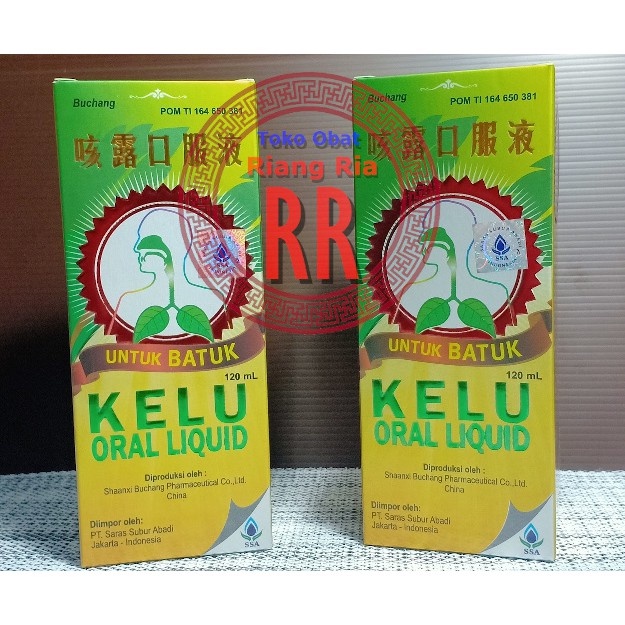 Buchang
POM TI 164 650 381
咳露口服液
UNTUK BATUK
120 mL
KELU
ORAL LIQUID
Diproduksi oleh :
Shaanxi Buchang Pharmaceutical Co.,Ltd.
China
Diimpor oleh:
PT. Saras Subur Abadi
Jakarta - Indonesia
SSA
Toko Obat
Riang Ria
RR
Buchang
POM TI 164 650 381
咳露口服液
SSA
UNTUK BATUK
120 mL
KELU
ORAL LIQUID
Diproduksi oleh :
Shaanxi Buchang Pharmaceutical Co.,Ltd.
China
Diimpor oleh:
PT. Saras Subur Abadi
Jakarta - Indonesia
SSA